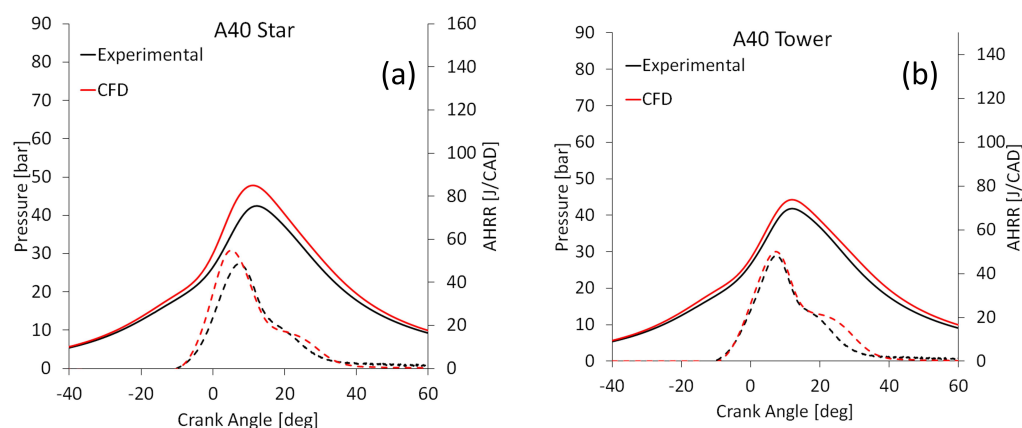 A40 Star
Experimental
CFD
(a)
Pressure [bar]
90
80
70
60
50
40
30
20
10
0
AHRR [J/CAD]
160
140
120
100
80
60
40
20
0
-40 -20 0 20 40 60
Crank Angle [deg]
A40 Tower
Experimental
CFD
(b)
Pressure [bar]
90
80
70
60
50
40
30
20
10
0
AHRR [J/CAD]
140
120
100
80
60
40
20
0
-40 -20 0 20 40 60
Crank Angle [deg]